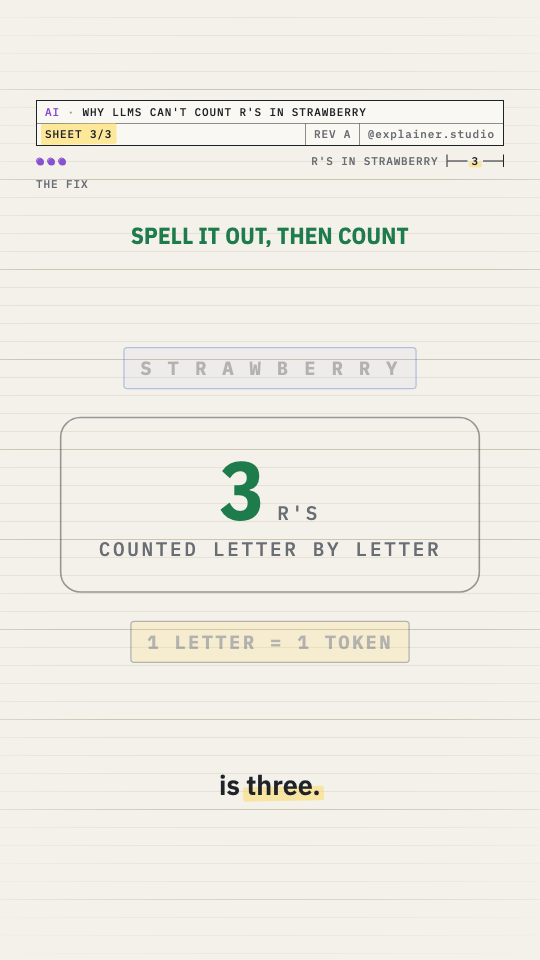 AI · WHY LLMS CAN'T COUNT R'S IN STRAWBERRY
SHEET 3/3 REV A @explainer.studio
R'S IN STRAWBERRY 3
THE FIX
SPELL IT OUT, THEN COUNT
S T R A W B E R R Y
3 R'S
COUNTED LETTER BY LETTER
1 LETTER = 1 TOKEN
is three.